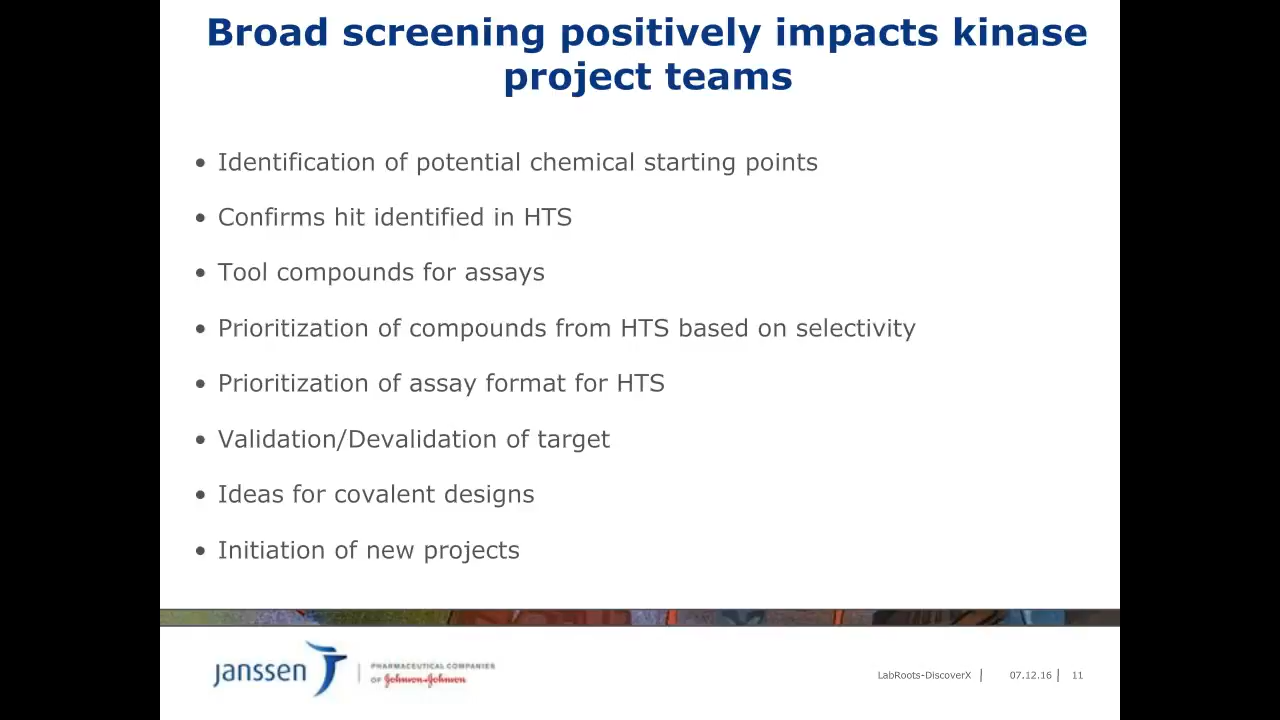 Broad screening positively impacts kinase
project teams
• Identification of potential chemical starting points
• Confirms hit identified in HTS
• Tool compounds for assays
• Prioritization of compounds from HTS based on selectivity
• Prioritization of assay format for HTS
• Validation/Devalidation of target
• Ideas for covalent designs
• Initiation of new projects
janssen
PHARMACEUTICAL COMPANIES
OF Johnson-Johnson
LabRoots-DiscoverX | 07.12.16 | 11